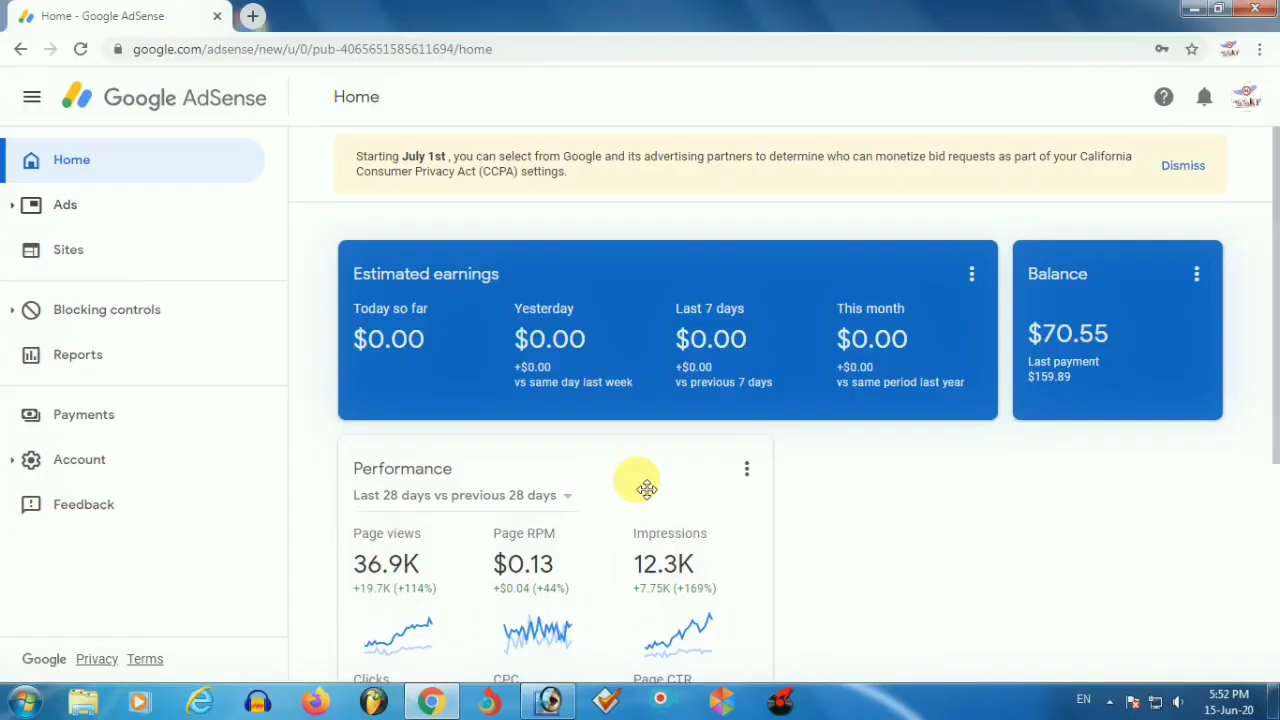 Home - Google AdSense
google.com/adsense/new/u/0/pub-4065651585611694/home
Google AdSense
Home
Starting July 1st , you can select from Google and its advertising partners to determine who can monetize bid requests as part of your California
Consumer Privacy Act (CCPA) settings.
Dismiss
Home
Ads
Sites
Blocking controls
Reports
Payments
Account
Feedback
Estimated earnings
Today so far
$0.00
Yesterday
$0.00
+$0.00
vs same day last week
Last 7 days
$0.00
+$0.00
vs previous 7 days
This month
$0.00
+$0.00
vs same period last year
Balance
$70.55
Last payment
$159.89
Performance
Last 28 days vs previous 28 days
Page views
36.9K
+19.7K (+114%)
Page RPM
$0.13
+$0.04 (+44%)
Impressions
12.3K
+7.75K (+169%)
Clicks
CPC
Page CTR
Google Privacy Terms
EN
5:52 PM
15-Jun-20